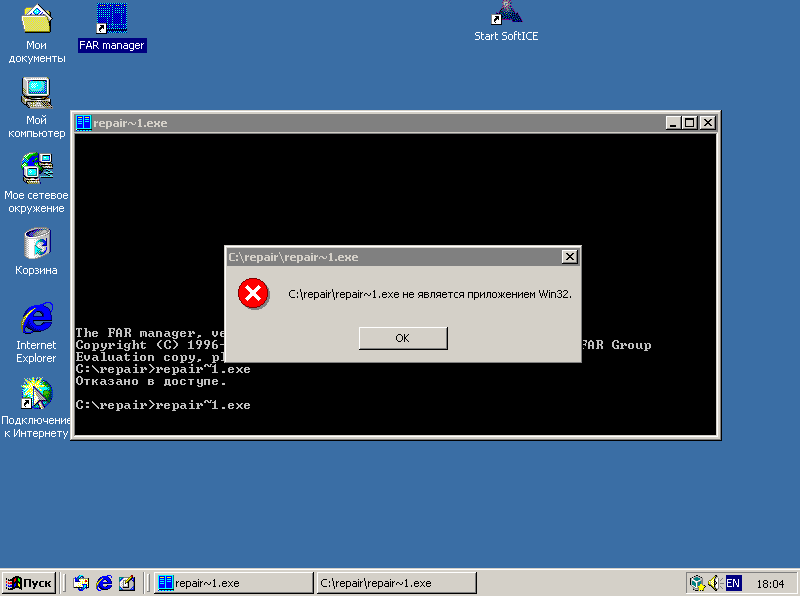 Мои
документы
FAR manager
Start SoftICE
Мой
компьютер
Мое сетевое
окружение
Корзина
Internet
Explorer
Подключение
к Интернету
repair~1.exe
The FAR manager, ve
Copyright (C) 1996-
FAR Group
Evaluation copy, pl
C:\repair>repair~1.exe
Отказано в доступе.
C:\repair>repair~1.exe
C:\repair\repair~1.exe
C:\repair\repair~1.exe не является приложением Win32.
OK
Пуск
repair~1.exe
C:\repair\repair~1.exe
EN
18:04